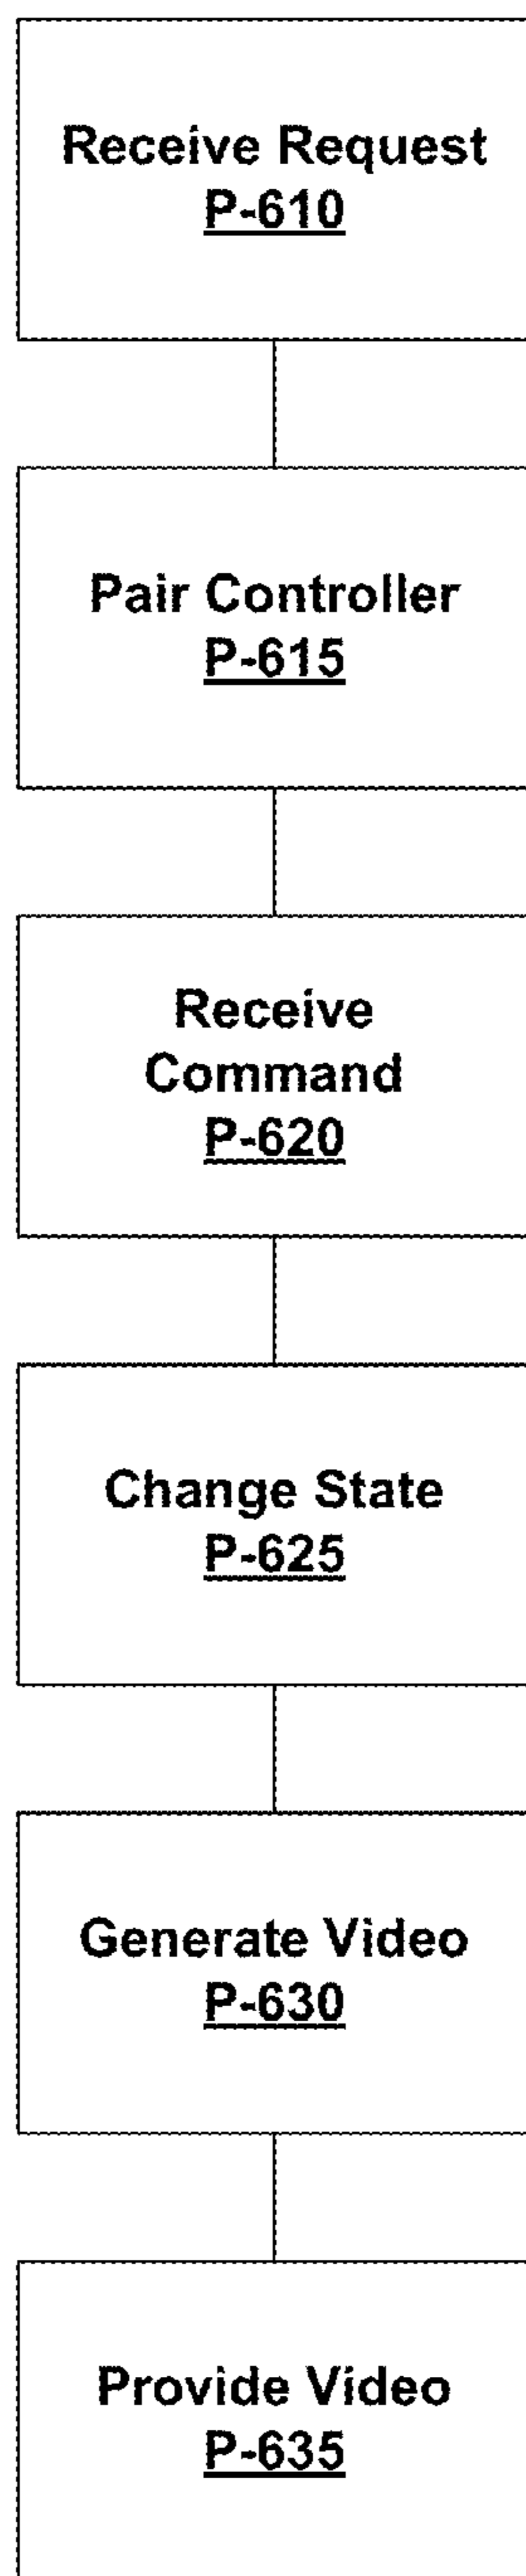 Receive Request
P-610
Pair Controller
P-615
Receive
Command
P-620
Change State
P-625
Generate Video
P-630
Provide Video
P-635